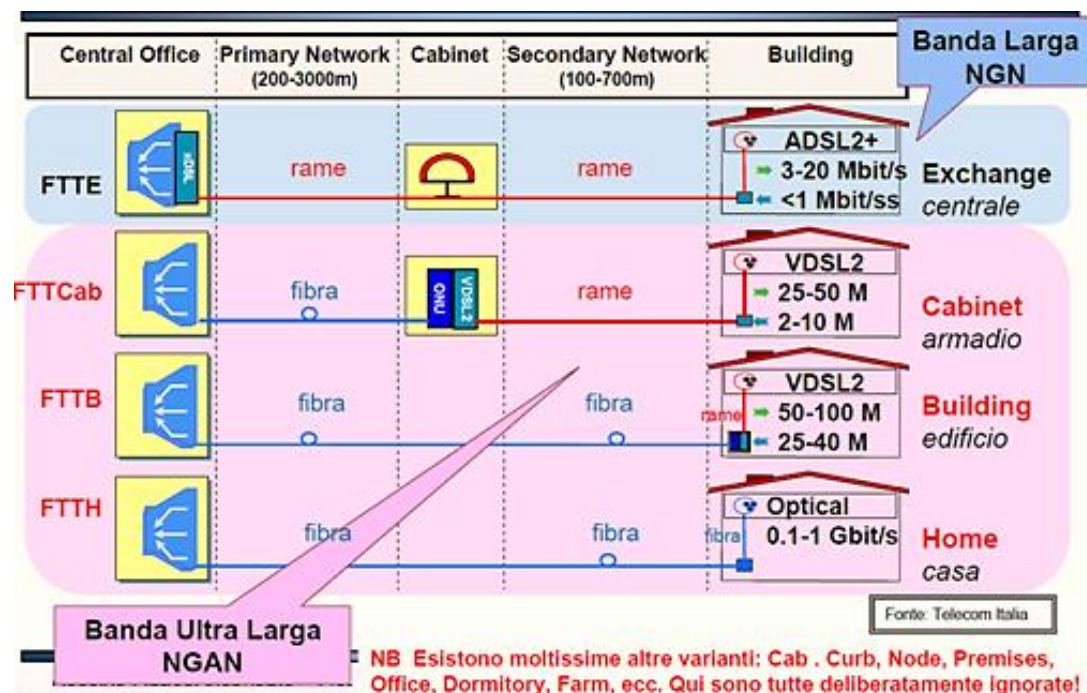 Central Office
Primary Network
(200-3000m)
Cabinet
Secondary Network
(100-700m)
Building
Banda Larga
NGN
FTTE
xDSL
rame
rame
ADSL2+
3-20 Mbit/s
<1 Mbit/ss
Exchange
centrale
FTTCab
fibra
ONU
VDSL2
rame
VDSL2
25-50 M
2-10 M
Cabinet
armadio
FTTB
fibra
fibra
rame
VDSL2
50-100 M
25-40 M
Building
edificio
FTTH
fibra
fibra
fibra
Optical
0.1-1 Gbit/s
Home
casa
Banda Ultra Larga
NGAN
Fonte: Telecom Italia
NB Esistono moltissime altre varianti: Cab . Curb, Node, Premises,
Office, Dormitory, Farm, ecc. Qui sono tutte deliberatamente ignorate!